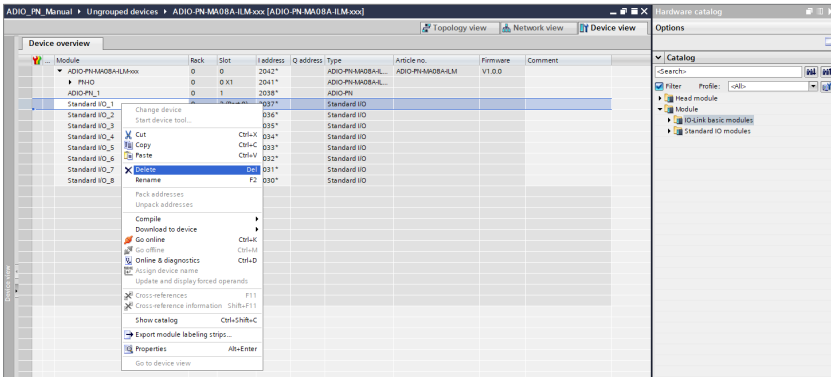 ADIO_PN_Manual ▸ Ungrouped devices ▸ ADIO-PN-MA08A-ILM-xxx [ADIO-PN-MA08A-ILM-xxx]
Hardware catalog
Topology view Network view Device view
Options
Device overview
Module Rack Slot I address Q address Type Article no. Firmware Comment
ADIO-PN-MA08A-ILM-xxx 0 0 2042* ADIO-PN-MA08A-IL... ADIO-PN-MA08A-ILM V1.0.0
PN-IO 0 0 X1 2041* ADIO-PN-MA08A-IL...
ADIO-PN_1 0 1 2038* ADIO-PN
Standard I/O_1 0 2037* Standard I/O
Standard I/O_2 036* Standard I/O
Standard I/O_3 035* Standard I/O
Standard I/O_4 034* Standard I/O
Standard I/O_5 033* Standard I/O
Standard I/O_6 032* Standard I/O
Standard I/O_7 031* Standard I/O
Standard I/O_8 030* Standard I/O
Change device
Start device tool...
Cut Ctrl+X
Copy Ctrl+C
Paste Ctrl+V
Delete Del
Rename F2
Pack addresses
Unpack addresses
Compile
Download to device
Go online Ctrl+K
Go offline Ctrl+M
Online & diagnostics Ctrl+D
Assign device name
Update and display forced operands
Cross-references F11
Cross-reference information Shift+F11
Show catalog Ctrl+Shift+C
Export module labeling strips...
Properties Alt+Enter
Go to device view
Device view
Catalog
<Search>
Filter Profile: <All>
Head module
Module
IO-Link basic modules
Standard IO modules